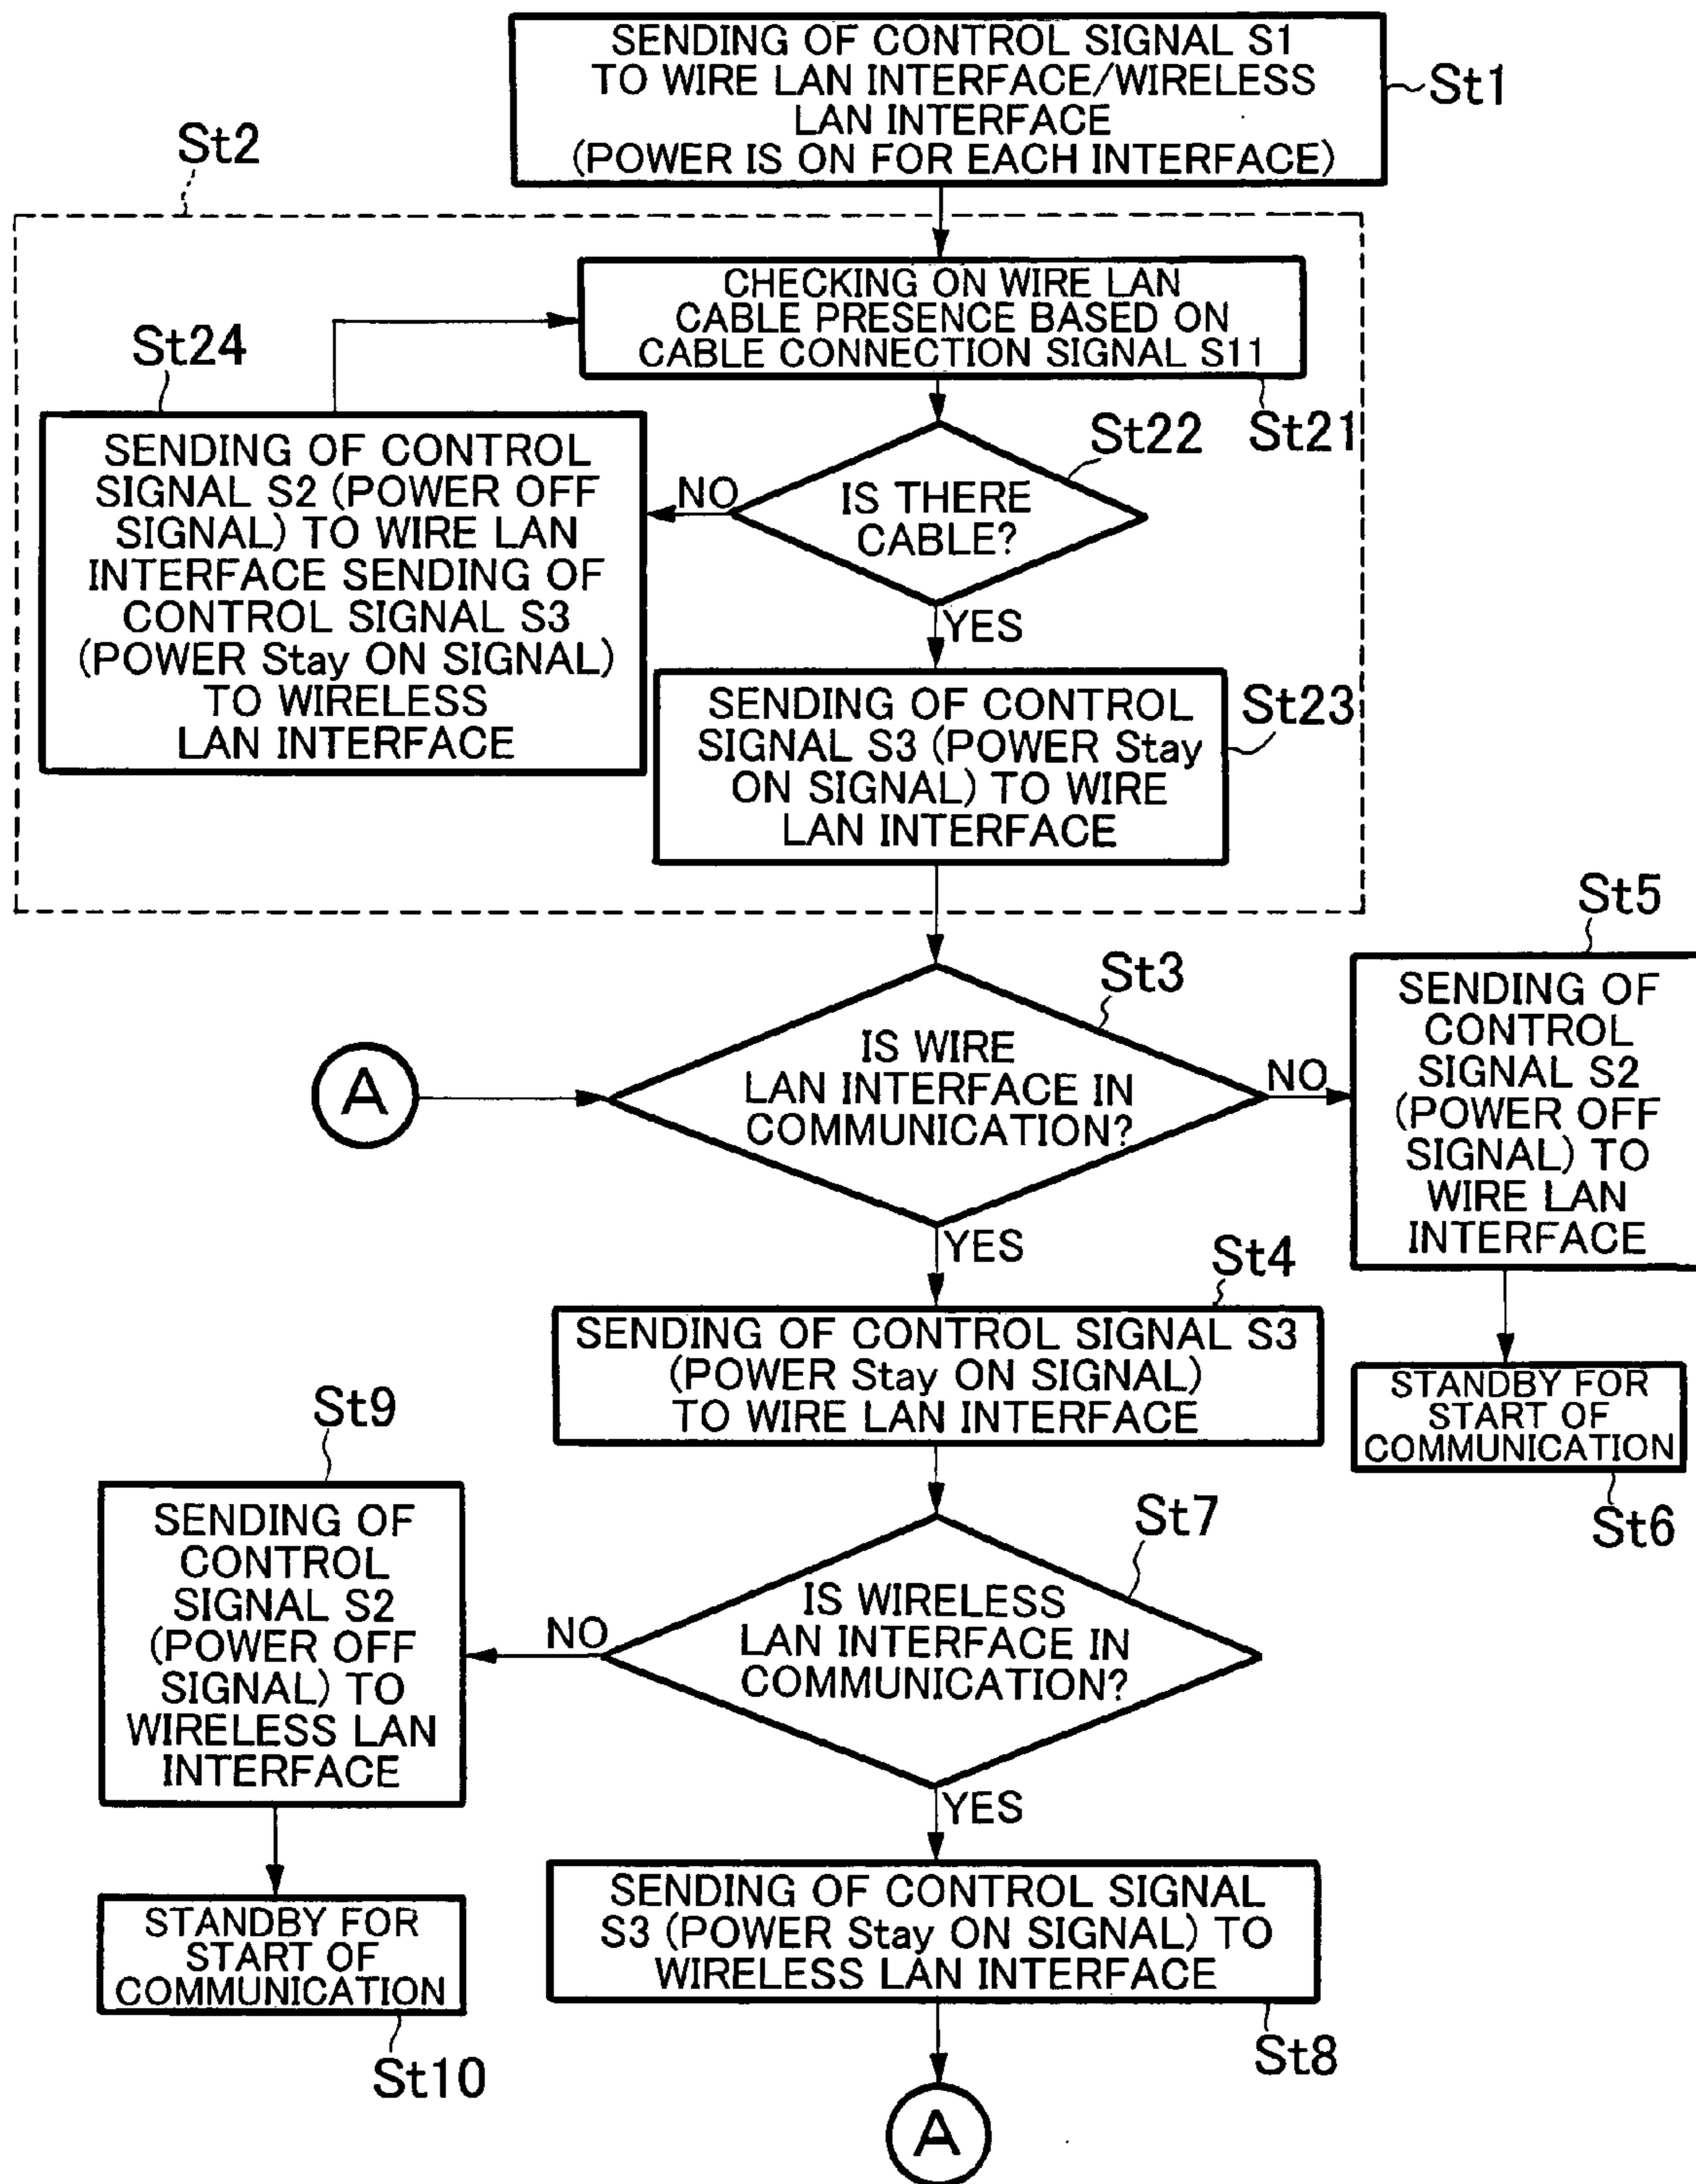 SENDING OF CONTROL SIGNAL S1
TO WIRE LAN INTERFACE/WIRELESS
LAN INTERFACE
(POWER IS ON FOR EACH INTERFACE)
St1
St2
CHECKING ON WIRE LAN
CABLE PRESENCE BASED ON
CABLE CONNECTION SIGNAL S11
St21
St24
SENDING OF CONTROL
SIGNAL S2 (POWER OFF
SIGNAL) TO WIRE LAN
INTERFACE SENDING OF
CONTROL SIGNAL S3
(POWER Stay ON SIGNAL)
TO WIRELESS
LAN INTERFACE
St22
NO
IS THERE
CABLE?
YES
SENDING OF CONTROL
SIGNAL S3 (POWER Stay
ON SIGNAL) TO WIRE
LAN INTERFACE
St23
St3
A
IS WIRE
LAN INTERFACE IN
COMMUNICATION?
NO
YES
St5
SENDING OF
CONTROL
SIGNAL S2
(POWER OFF
SIGNAL) TO
WIRE LAN
INTERFACE
St4
SENDING OF CONTROL SIGNAL S3
(POWER Stay ON SIGNAL)
TO WIRE LAN INTERFACE
STANDBY FOR
START OF
COMMUNICATION
St6
St7
IS WIRELESS
LAN INTERFACE IN
COMMUNICATION?
NO
YES
St9
SENDING OF
CONTROL
SIGNAL S2
(POWER OFF
SIGNAL) TO
WIRELESS LAN
INTERFACE
STANDBY FOR
START OF
COMMUNICATION
St10
SENDING OF CONTROL SIGNAL
S3 (POWER Stay ON SIGNAL) TO
WIRELESS LAN INTERFACE
St8
A